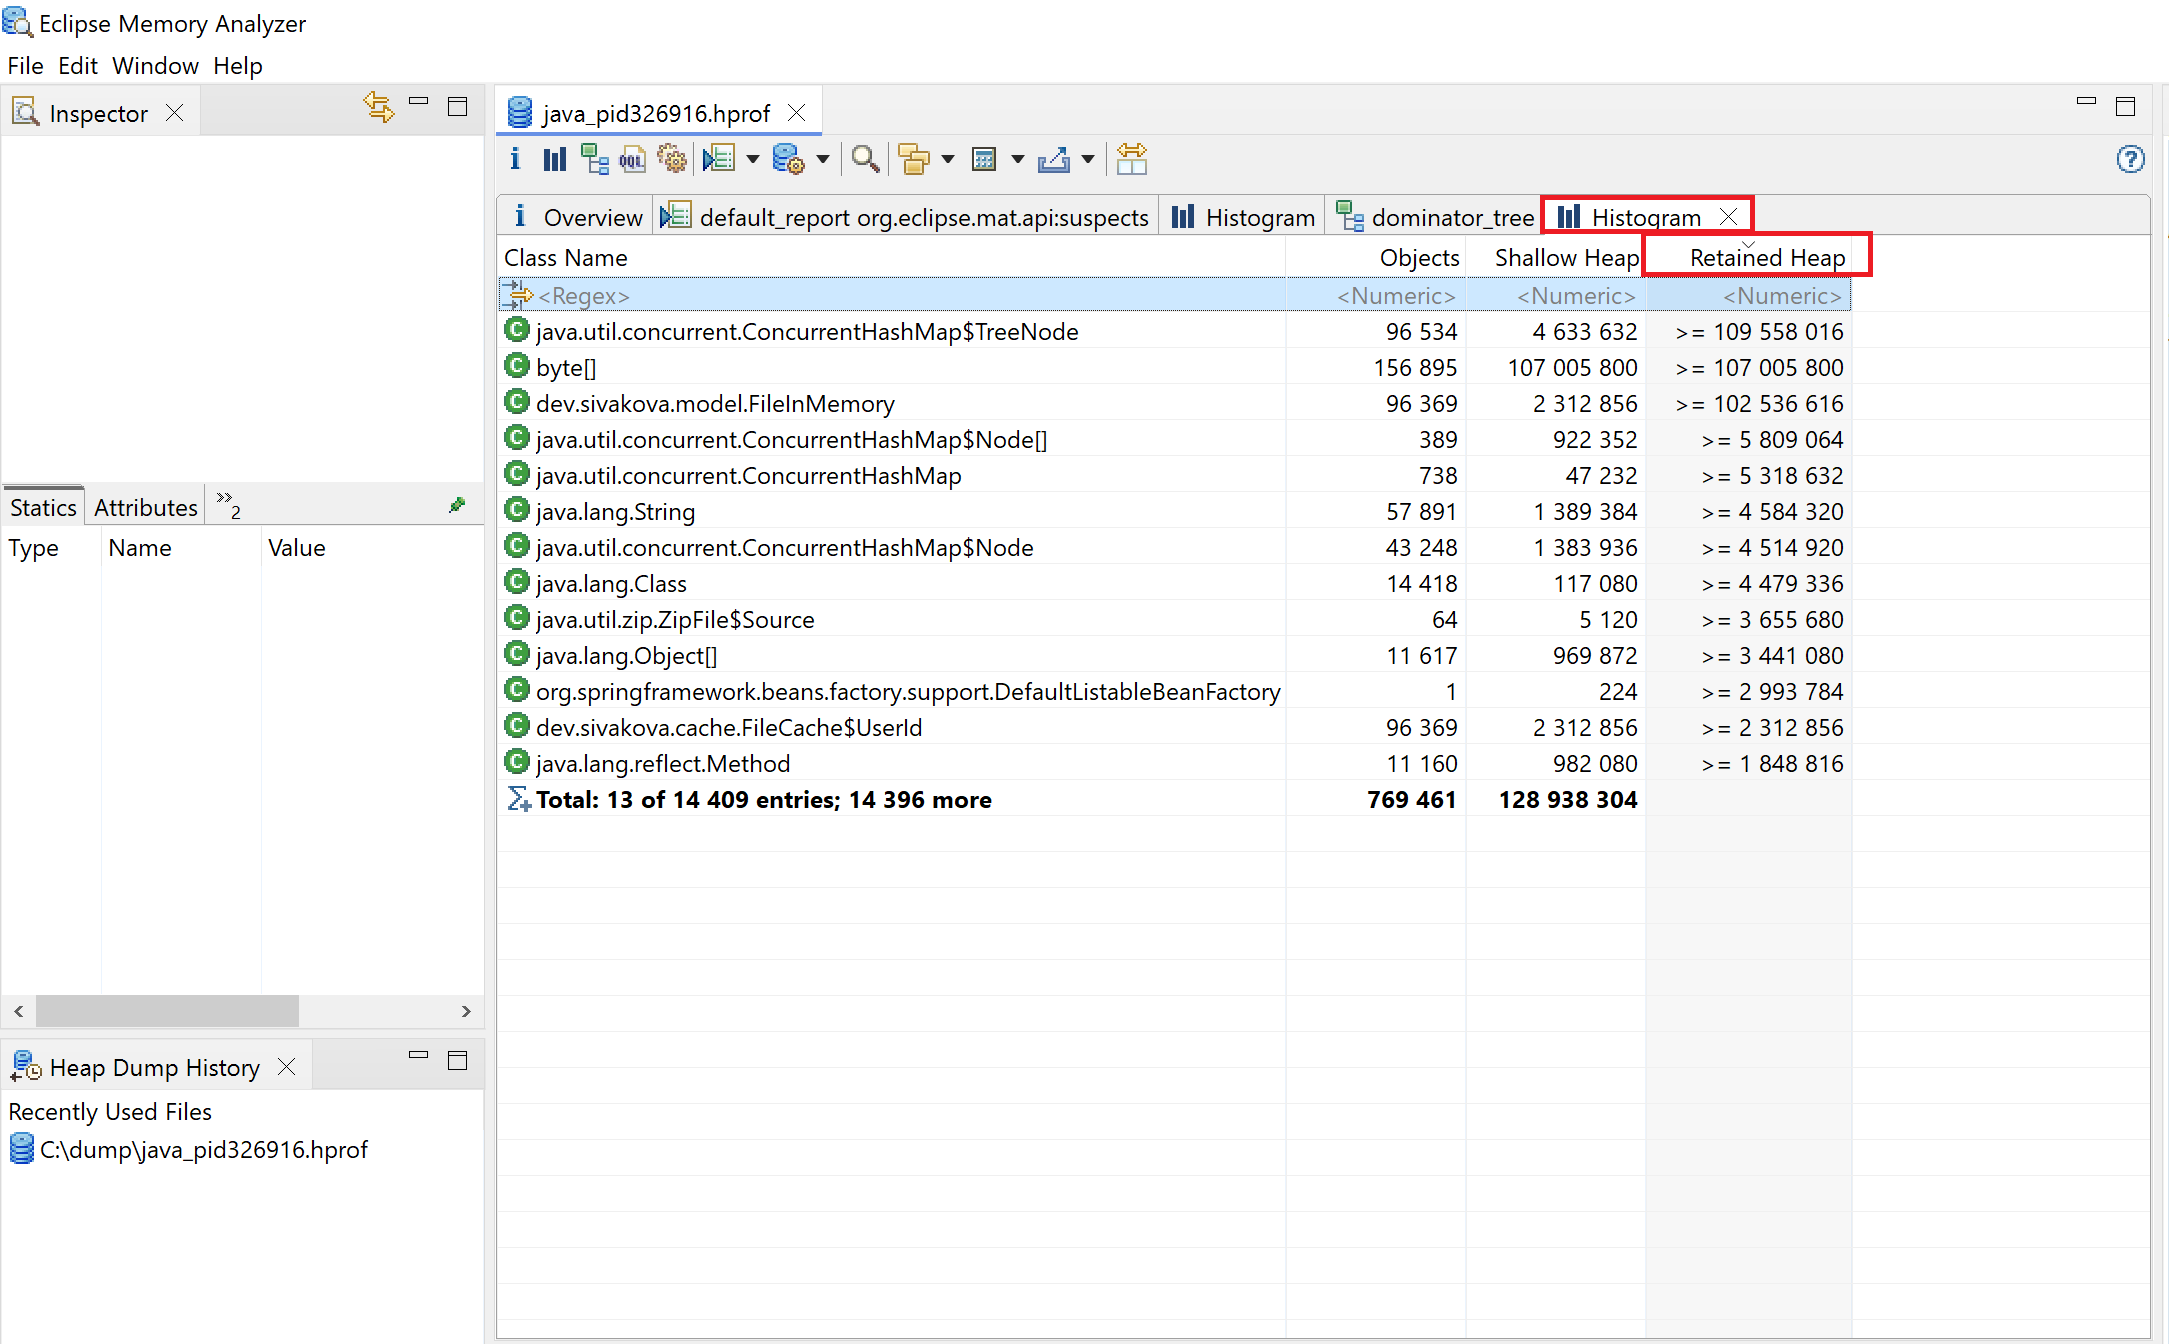 Eclipse Memory Analyzer
File Edit Window Help
Inspector
java_pid326916.hprof
Overview default_report org.eclipse.mat.api:suspects Histogram dominator_tree Histogram
Class Name Objects Shallow Heap Retained Heap
<Regex> <Numeric> <Numeric> <Numeric>
java.util.concurrent.ConcurrentHashMap$TreeNode 96 534 4 633 632 >= 109 558 016
byte[] 156 895 107 005 800 >= 107 005 800
dev.sivakova.model.FileInMemory 96 369 2 312 856 >= 102 536 616
java.util.concurrent.ConcurrentHashMap$Node[] 389 922 352 >= 5 809 064
java.util.concurrent.ConcurrentHashMap 738 47 232 >= 5 318 632
java.lang.String 57 891 1 389 384 >= 4 584 320
java.util.concurrent.ConcurrentHashMap$Node 43 248 1 383 936 >= 4 514 920
java.lang.Class 14 418 117 080 >= 4 479 336
java.util.zip.ZipFile$Source 64 5 120 >= 3 655 680
java.lang.Object[] 11 617 969 872 >= 3 441 080
org.springframework.beans.factory.support.DefaultListableBeanFactory 1 224 >= 2 993 784
dev.sivakova.cache.FileCache$UserId 96 369 2 312 856 >= 2 312 856
java.lang.reflect.Method 11 160 982 080 >= 1 848 816
Total: 13 of 14 409 entries; 14 396 more 769 461 128 938 304
Statics Attributes »2
Type Name Value
Heap Dump History
Recently Used Files
C:\dump\java_pid326916.hprof